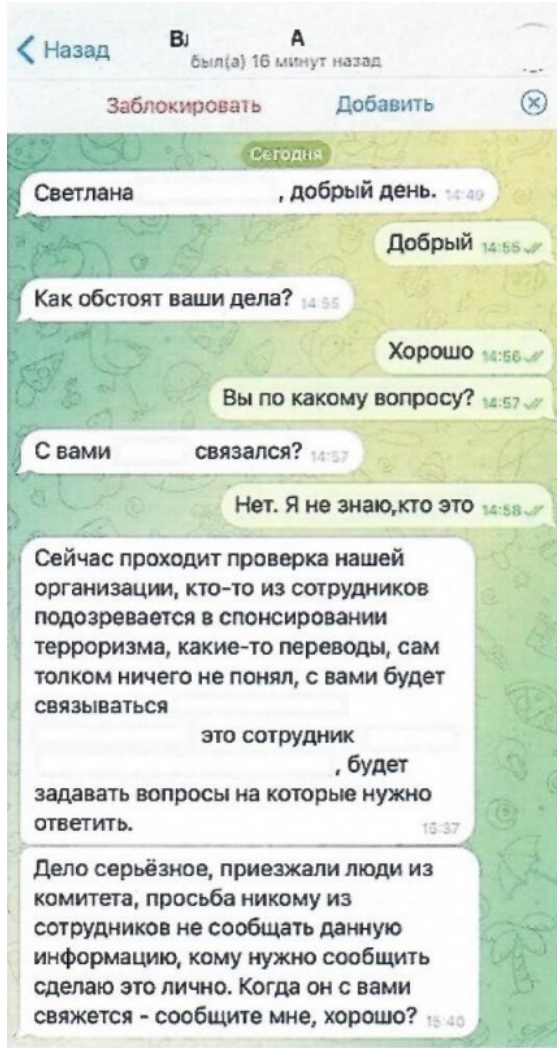 Назад
В А
был(а) 16 минут назад
Заблокировать Добавить
Сегодня
Светлана , добрый день. 14:49
Добрый 14:55
Как обстоят ваши дела? 14:55
Хорошо 14:56
Вы по какому вопросу? 14:57
С вами связался? 14:57
Нет. Я не знаю,кто это 14:58
Сейчас проходит проверка нашей
организации, кто-то из сотрудников
подозревается в спонсировании
терроризма, какие-то переводы, сам
толком ничего не понял, с вами будет
связываться
это сотрудник
, будет
задавать вопросы на которые нужно
ответить. 15:37
Дело серьёзное, приезжали люди из
комитета, просьба никому из
сотрудников не сообщать данную
информацию, кому нужно сообщить
сделаю это лично. Когда он с вами
свяжется - сообщите мне, хорошо? 15:40